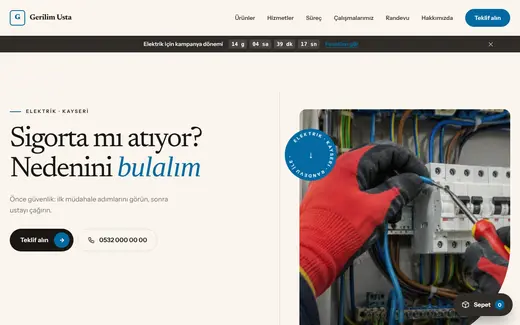 G Gerilim Usta
Ürünler Hizmetler Süreç Çalışmalarımız Randevu Hakkımızda Teklif alın
Elektrik için kampanya dönemi 14 g 04 sa 39 dk 17 sn
ELEKTRİK · KAYSERİ
Sigorta mı atıyor?
Nedenini bulalım
Önce güvenlik: ilk müdahale adımlarını görün, sonra
ustayı çağırın.
Teklif alın
0532 000 00 00
ELEKTRİK · KAYSERİ · RANDEVU İLE ·
Sepet 0